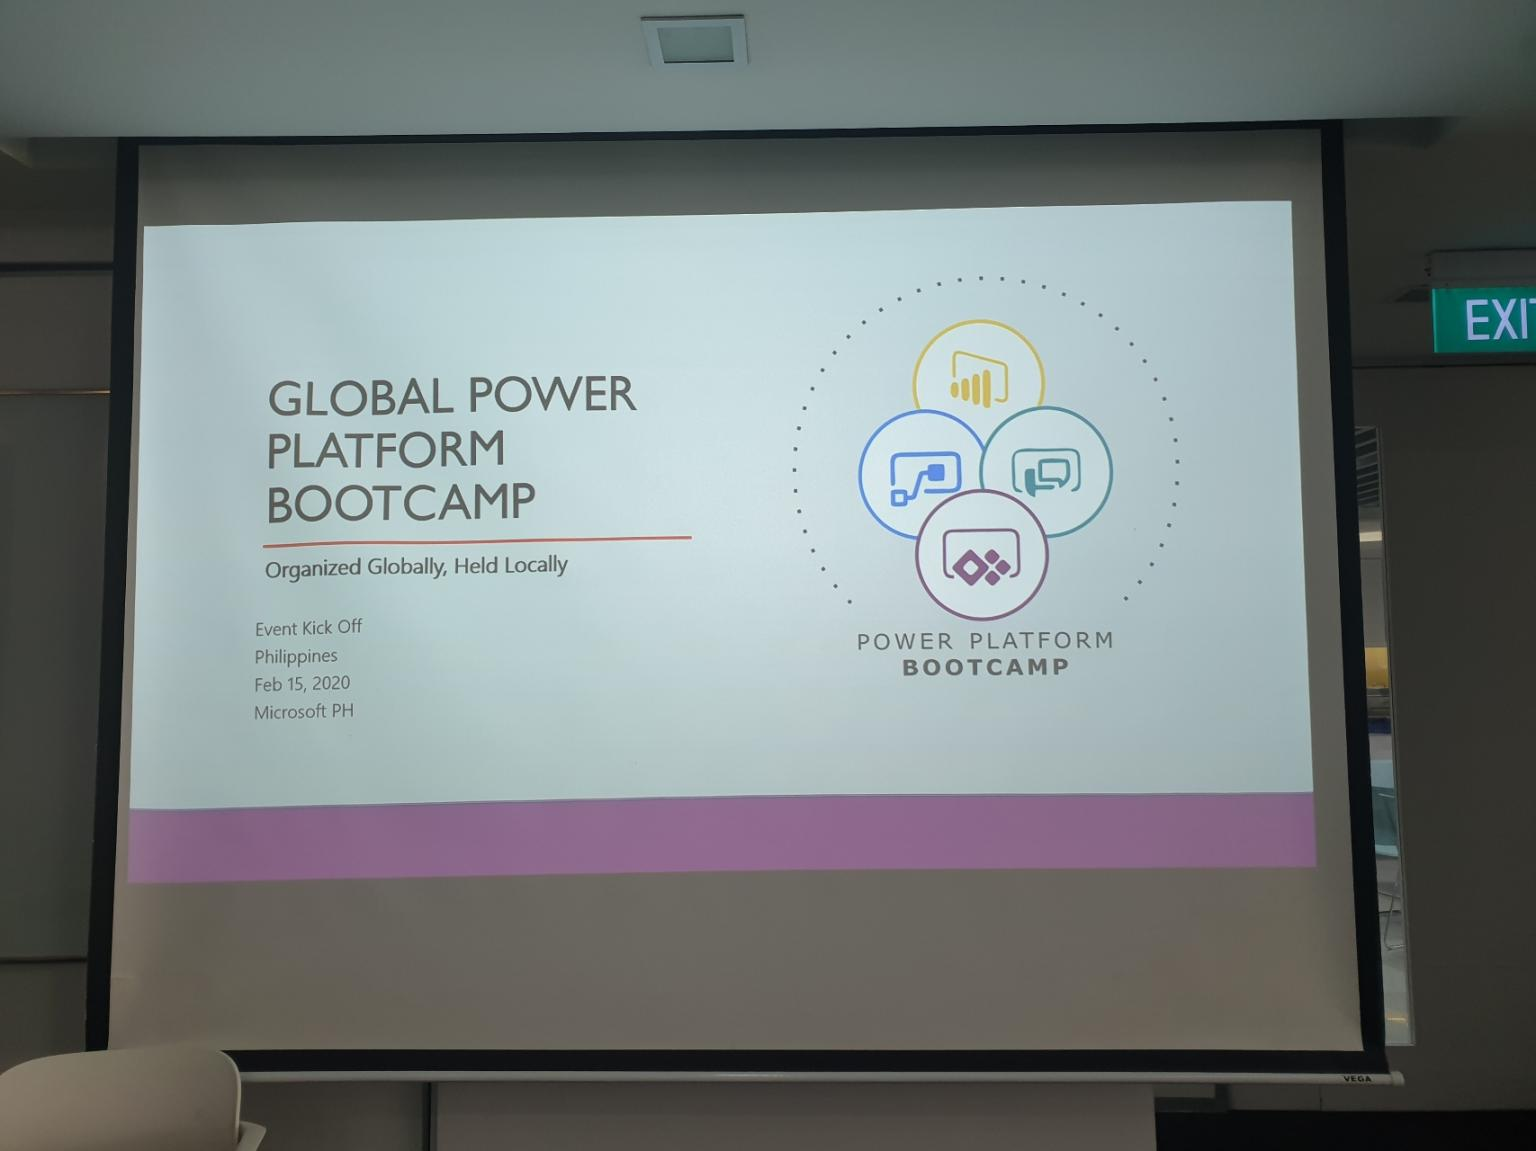 GLOBAL POWER
PLATFORM
BOOTCAMP
Organized Globally, Held Locally
Event Kick Off
Philippines
Feb 15, 2020
Microsoft PH
POWER PLATFORM
BOOTCAMP
EXIT
VEGA